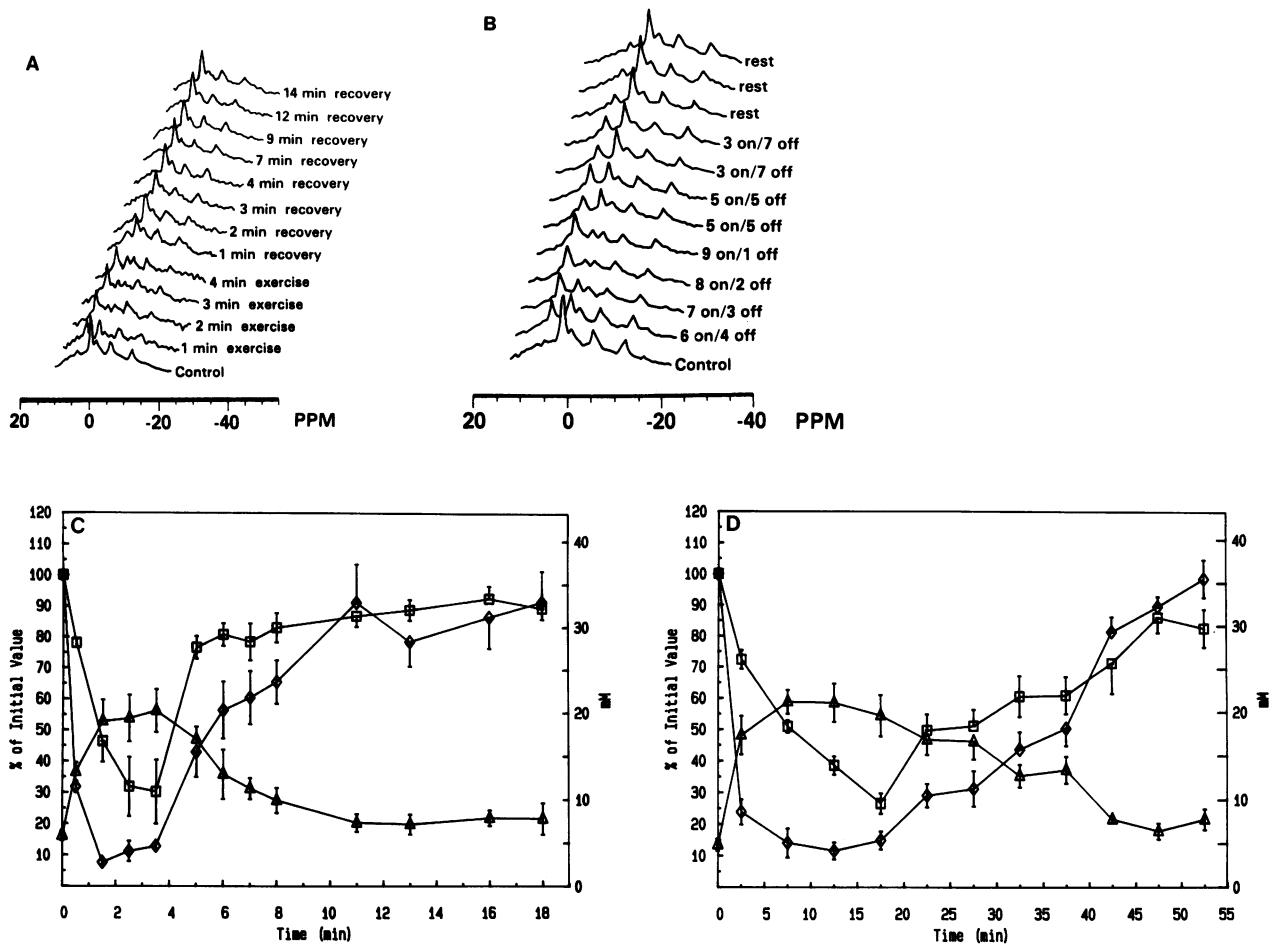 A
14 min recovery
12 min recovery
9 min recovery
7 min recovery
4 min recovery
3 min recovery
2 min recovery
1 min recovery
4 min exercise
3 min exercise
2 min exercise
1 min exercise
Control
20 0 -20 -40 PPM
B
rest
rest
rest
3 on/7 off
3 on/7 off
5 on/5 off
5 on/5 off
9 on/1 off
8 on/2 off
7 on/3 off
6 on/4 off
Control
20 0 -20 -40 PPM
C
% of Initial Value
120
110
100
90
80
70
60
50
40
30
20
10
40
30
20
10
0
mM
0 2 4 6 8 10 12 14 16 18
Time (min)
D
% of Initial Value
120
110
100
90
80
70
60
50
40
30
20
10
40
30
20
10
0
mM
0 5 10 15 20 25 30 35 40 45 50 55
Time (min)